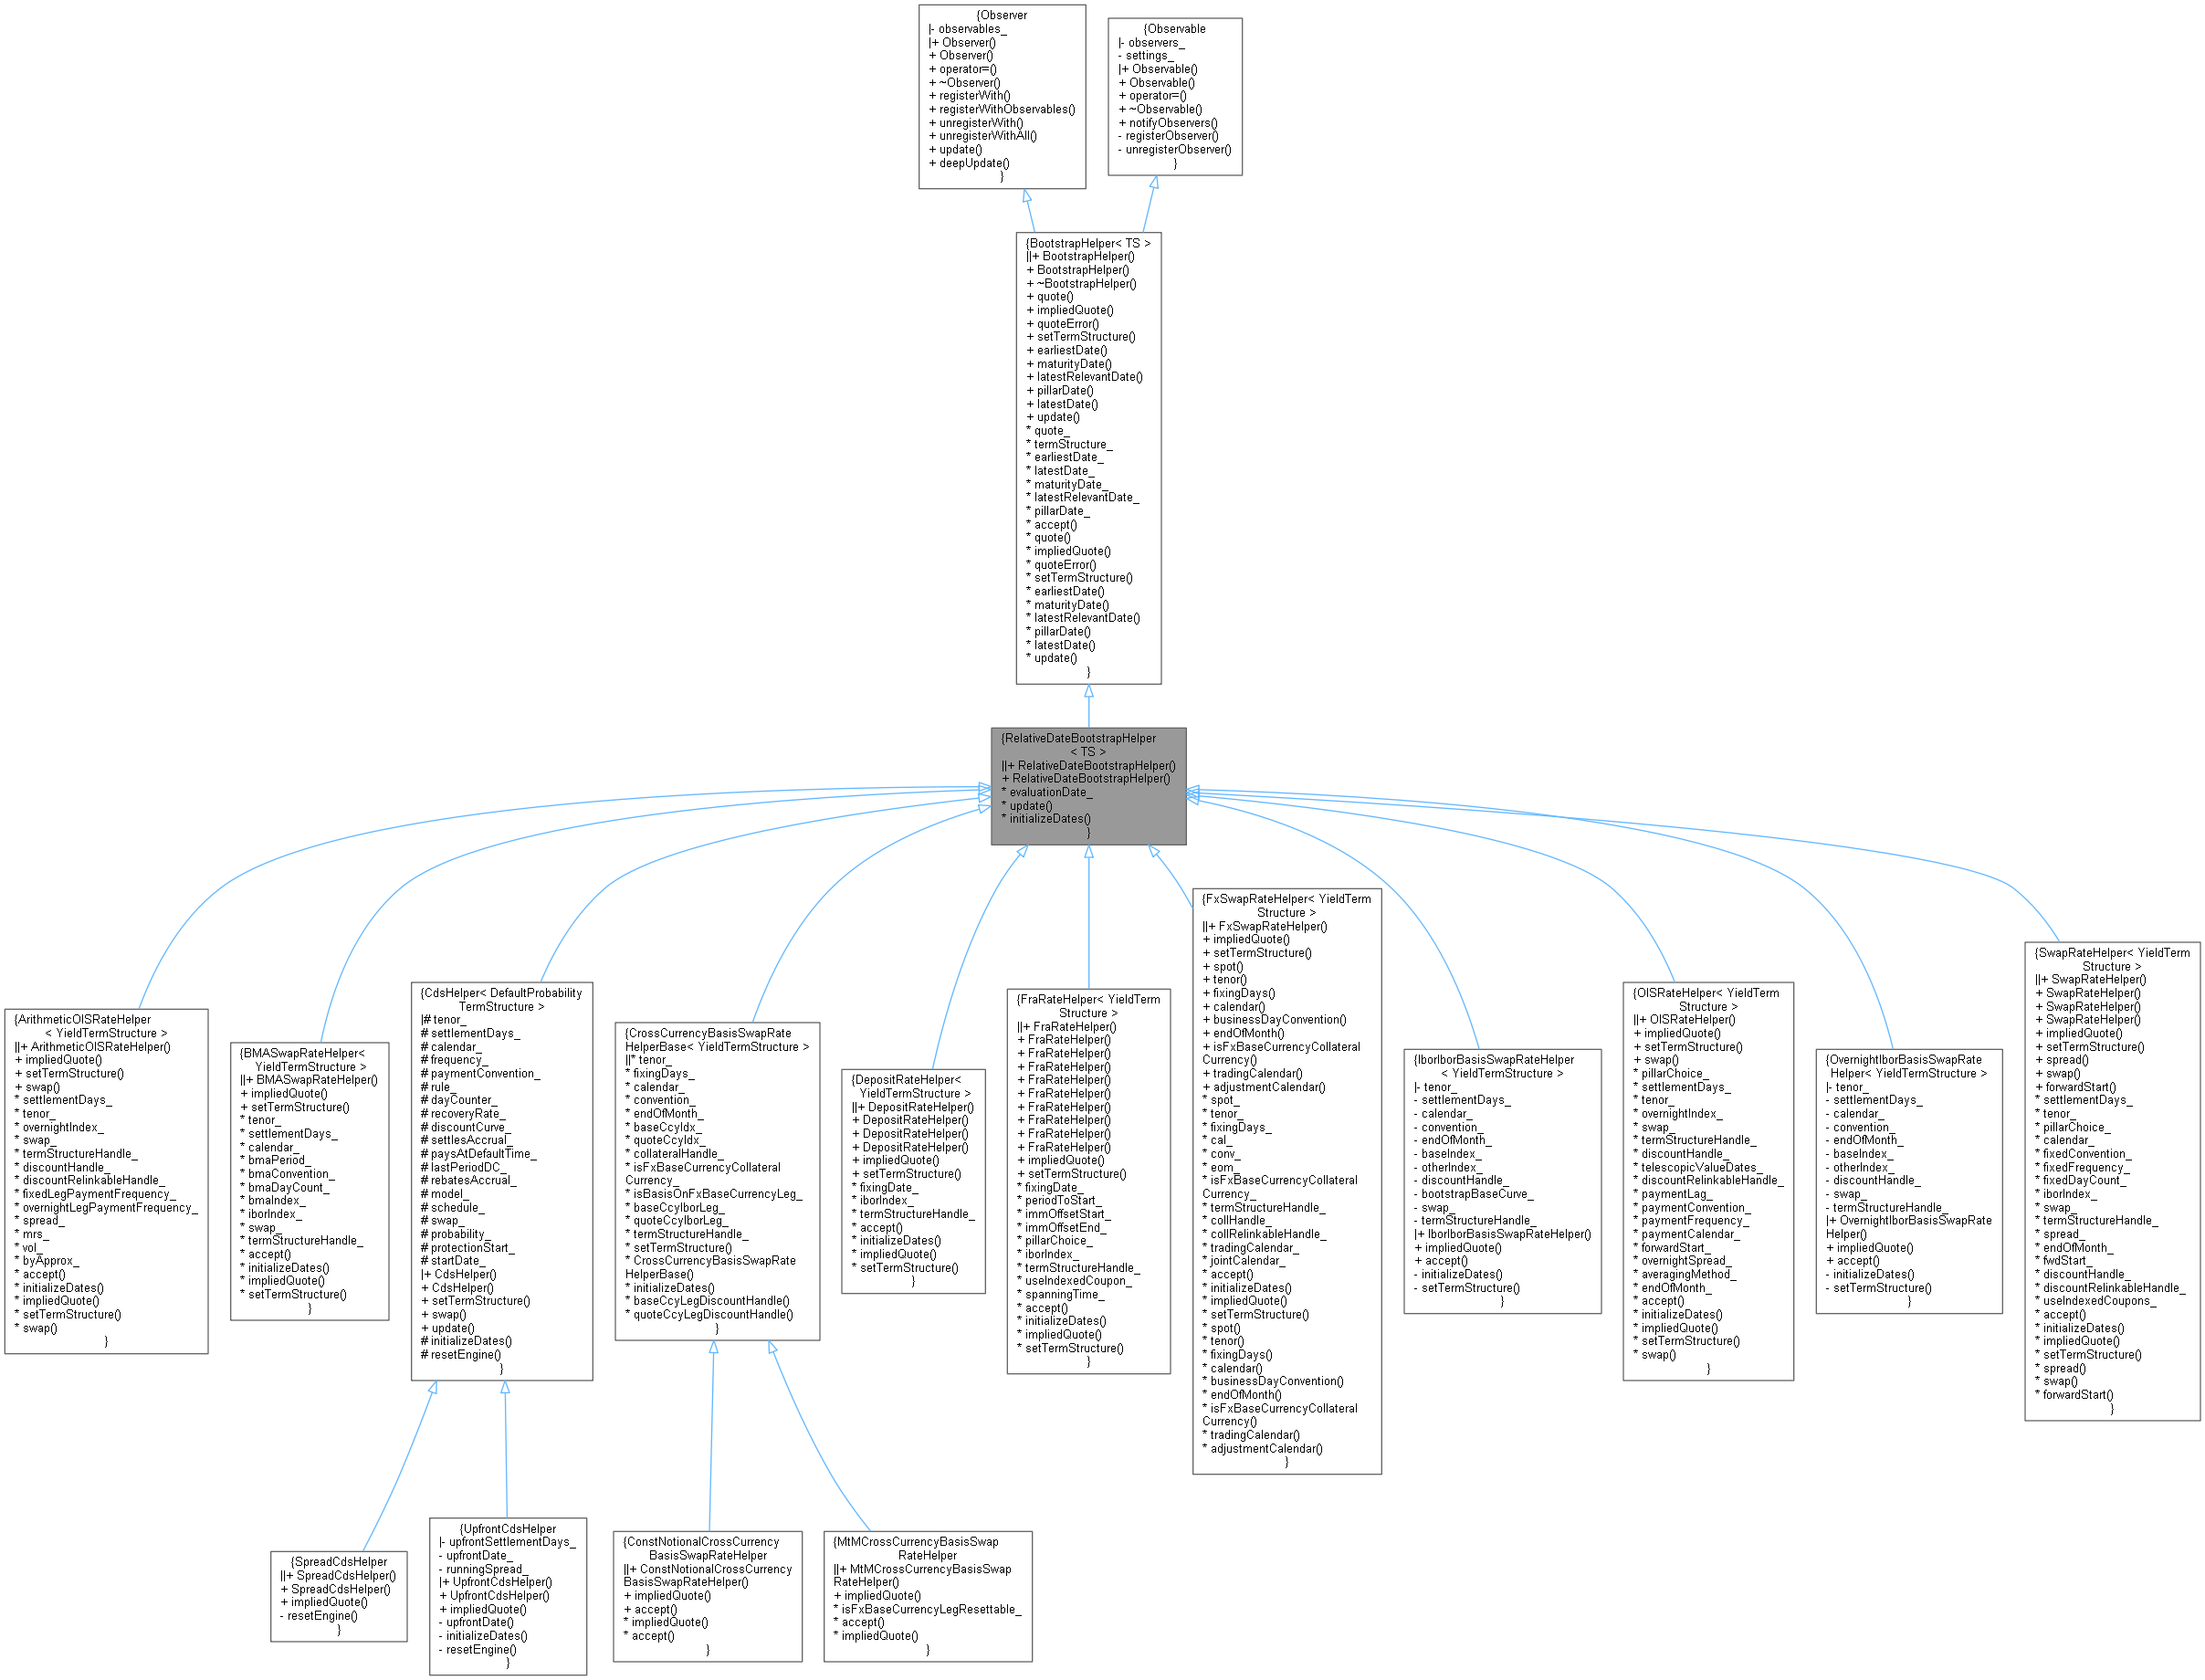 {Observer
|- observables_
|+ Observer()
+ Observer()
+ operator=()
+ ~Observer()
+ registerWith()
+ registerWithObservables()
+ unregisterWith()
+ unregisterWithAll()
+ update()
+ deepUpdate()
}
{Observable
|- observers_
- settings_
|+ Observable()
+ Observable()
+ operator=()
+ ~Observable()
+ notifyObservers()
- registerObserver()
- unregisterObserver()
}
{BootstrapHelper< TS >
||+ BootstrapHelper()
+ BootstrapHelper()
+ ~BootstrapHelper()
+ quote()
+ impliedQuote()
+ quoteError()
+ setTermStructure()
+ earliestDate()
+ maturityDate()
+ latestRelevantDate()
+ pillarDate()
+ latestDate()
+ update()
* quote_
* termStructure_
* earliestDate_
* latestDate_
* maturityDate_
* latestRelevantDate_
* pillarDate_
* accept()
* quote()
* impliedQuote()
* quoteError()
* setTermStructure()
* earliestDate()
* maturityDate()
* latestRelevantDate()
* pillarDate()
* latestDate()
* update()
}
{RelativeDateBootstrapHelper
< TS >
||+ RelativeDateBootstrapHelper()
+ RelativeDateBootstrapHelper()
* evaluationDate_
* update()
* initializeDates()
}
{ArithmeticOISRateHelper
< YieldTermStructure >
||+ ArithmeticOISRateHelper()
+ impliedQuote()
+ setTermStructure()
+ swap()
* settlementDays_
* tenor_
* overnightIndex_
* swap_
* termStructureHandle_
* discountHandle_
* discountRelinkableHandle_
* fixedLegPaymentFrequency_
* overnightLegPaymentFrequency_
* spread_
* mrs_
* vol_
* byApprox_
* accept()
* initializeDates()
* impliedQuote()
* setTermStructure()
* swap()
}
{BMASwapRateHelper<
YieldTermStructure >
||+ BMASwapRateHelper()
+ impliedQuote()
+ setTermStructure()
* tenor_
* settlementDays_
* calendar_
* bmaPeriod_
* bmaConvention_
* bmaDayCount_
* bmaIndex_
* iborIndex_
* swap_
* termStructureHandle_
* accept()
* initializeDates()
* impliedQuote()
* setTermStructure()
}
{CdsHelper< DefaultProbability
TermStructure >
|# tenor_
# settlementDays_
# calendar_
# frequency_
# paymentConvention_
# rule_
# dayCounter_
# recoveryRate_
# discountCurve_
# settlesAccrual_
# paysAtDefaultTime_
# lastPeriodDC_
# rebatesAccrual_
# model_
# schedule_
# swap_
# probability_
# protectionStart_
# startDate_
|+ CdsHelper()
+ CdsHelper()
+ setTermStructure()
+ swap()
+ update()
# initializeDates()
# resetEngine()
}
{CrossCurrencyBasisSwapRate
HelperBase< YieldTermStructure >
||* tenor_
* fixingDays_
* calendar_
* convention_
* endOfMonth_
* baseCcyIdx_
* quoteCcyIdx_
* collateralHandle_
* isFxBaseCurrencyCollateral
Currency_
* isBasisOnFxBaseCurrencyLeg_
* baseCcyIborLeg_
* quoteCcyIborLeg_
* termStructureHandle_
* setTermStructure()
* CrossCurrencyBasisSwapRate
HelperBase()
* initializeDates()
* baseCcyLegDiscountHandle()
* quoteCcyLegDiscountHandle()
}
{DepositRateHelper<
YieldTermStructure >
||+ DepositRateHelper()
+ DepositRateHelper()
+ DepositRateHelper()
+ DepositRateHelper()
+ impliedQuote()
+ setTermStructure()
* fixingDate_
* iborIndex_
* termStructureHandle_
* accept()
* initializeDates()
* impliedQuote()
* setTermStructure()
}
{FraRateHelper< YieldTerm
Structure >
||+ FraRateHelper()
+ FraRateHelper()
+ FraRateHelper()
+ FraRateHelper()
+ FraRateHelper()
+ FraRateHelper()
+ FraRateHelper()
+ FraRateHelper()
+ FraRateHelper()
+ FraRateHelper()
+ impliedQuote()
+ setTermStructure()
* fixingDate_
* periodToStart_
* immOffsetStart_
* immOffsetEnd_
* pillarChoice_
* iborIndex_
* termStructureHandle_
* useIndexedCoupon_
* spanningTime_
* accept()
* initializeDates()
* impliedQuote()
* setTermStructure()
}
{FxSwapRateHelper< YieldTerm
Structure >
||+ FxSwapRateHelper()
+ impliedQuote()
+ setTermStructure()
+ spot()
+ tenor()
+ fixingDays()
+ calendar()
+ businessDayConvention()
+ endOfMonth()
+ isFxBaseCurrencyCollateral
Currency()
+ tradingCalendar()
+ adjustmentCalendar()
* spot_
* tenor_
* fixingDays_
* cal_
* conv_
* eom_
* isFxBaseCurrencyCollateral
Currency_
* termStructureHandle_
* collHandle_
* collRelinkableHandle_
* tradingCalendar_
* jointCalendar_
* accept()
* initializeDates()
* impliedQuote()
* setTermStructure()
* spot()
* tenor()
* fixingDays()
* calendar()
* businessDayConvention()
* endOfMonth()
* isFxBaseCurrencyCollateral
Currency()
* tradingCalendar()
* adjustmentCalendar()
}
{IborIborBasisSwapRateHelper
< YieldTermStructure >
|- tenor_
- settlementDays_
- calendar_
- convention_
- endOfMonth_
- baseIndex_
- otherIndex_
- discountHandle_
- bootstrapBaseCurve_
- swap_
- termStructureHandle_
|+ IborIborBasisSwapRateHelper()
+ impliedQuote()
+ accept()
- initializeDates()
- setTermStructure()
}
{OISRateHelper< YieldTerm
Structure >
||+ OISRateHelper()
+ impliedQuote()
+ setTermStructure()
+ swap()
* pillarChoice_
* settlementDays_
* tenor_
* overnightIndex_
* swap_
* termStructureHandle_
* discountHandle_
* telescopicValueDates_
* discountRelinkableHandle_
* paymentLag_
* paymentConvention_
* paymentFrequency_
* paymentCalendar_
* forwardStart_
* overnightSpread_
* averagingMethod_
* endOfMonth_
* accept()
* initializeDates()
* impliedQuote()
* setTermStructure()
* swap()
}
{OvernightIborBasisSwapRate
Helper< YieldTermStructure >
|- tenor_
- settlementDays_
- calendar_
- convention_
- endOfMonth_
- baseIndex_
- otherIndex_
- discountHandle_
- swap_
- termStructureHandle_
|+ OvernightIborBasisSwapRate
Helper()
+ impliedQuote()
+ accept()
- initializeDates()
- setTermStructure()
}
{SwapRateHelper< YieldTerm
Structure >
||+ SwapRateHelper()
+ SwapRateHelper()
+ SwapRateHelper()
+ SwapRateHelper()
+ impliedQuote()
+ setTermStructure()
+ spread()
+ swap()
+ forwardStart()
* settlementDays_
* tenor_
* pillarChoice_
* calendar_
* fixedConvention_
* fixedFrequency_
* fixedDayCount_
* iborIndex_
* swap_
* termStructureHandle_
* spread_
* endOfMonth_
* fwdStart_
* discountHandle_
* discountRelinkableHandle_
* useIndexedCoupons_
* accept()
* initializeDates()
* impliedQuote()
* setTermStructure()
* spread()
* swap()
* forwardStart()
}
{SpreadCdsHelper
||+ SpreadCdsHelper()
+ SpreadCdsHelper()
+ impliedQuote()
- resetEngine()
}
{UpfrontCdsHelper
|- upfrontSettlementDays_
- upfrontDate_
- runningSpread_
|+ UpfrontCdsHelper()
+ UpfrontCdsHelper()
+ impliedQuote()
- upfrontDate()
- initializeDates()
- resetEngine()
}
{ConstNotionalCrossCurrency
BasisSwapRateHelper
||+ ConstNotionalCrossCurrency
BasisSwapRateHelper()
+ impliedQuote()
+ accept()
* impliedQuote()
* accept()
}
{MtMCrossCurrencyBasisSwap
RateHelper
||+ MtMCrossCurrencyBasisSwap
RateHelper()
+ impliedQuote()
* isFxBaseCurrencyLegResettable_
* accept()
* impliedQuote()
}